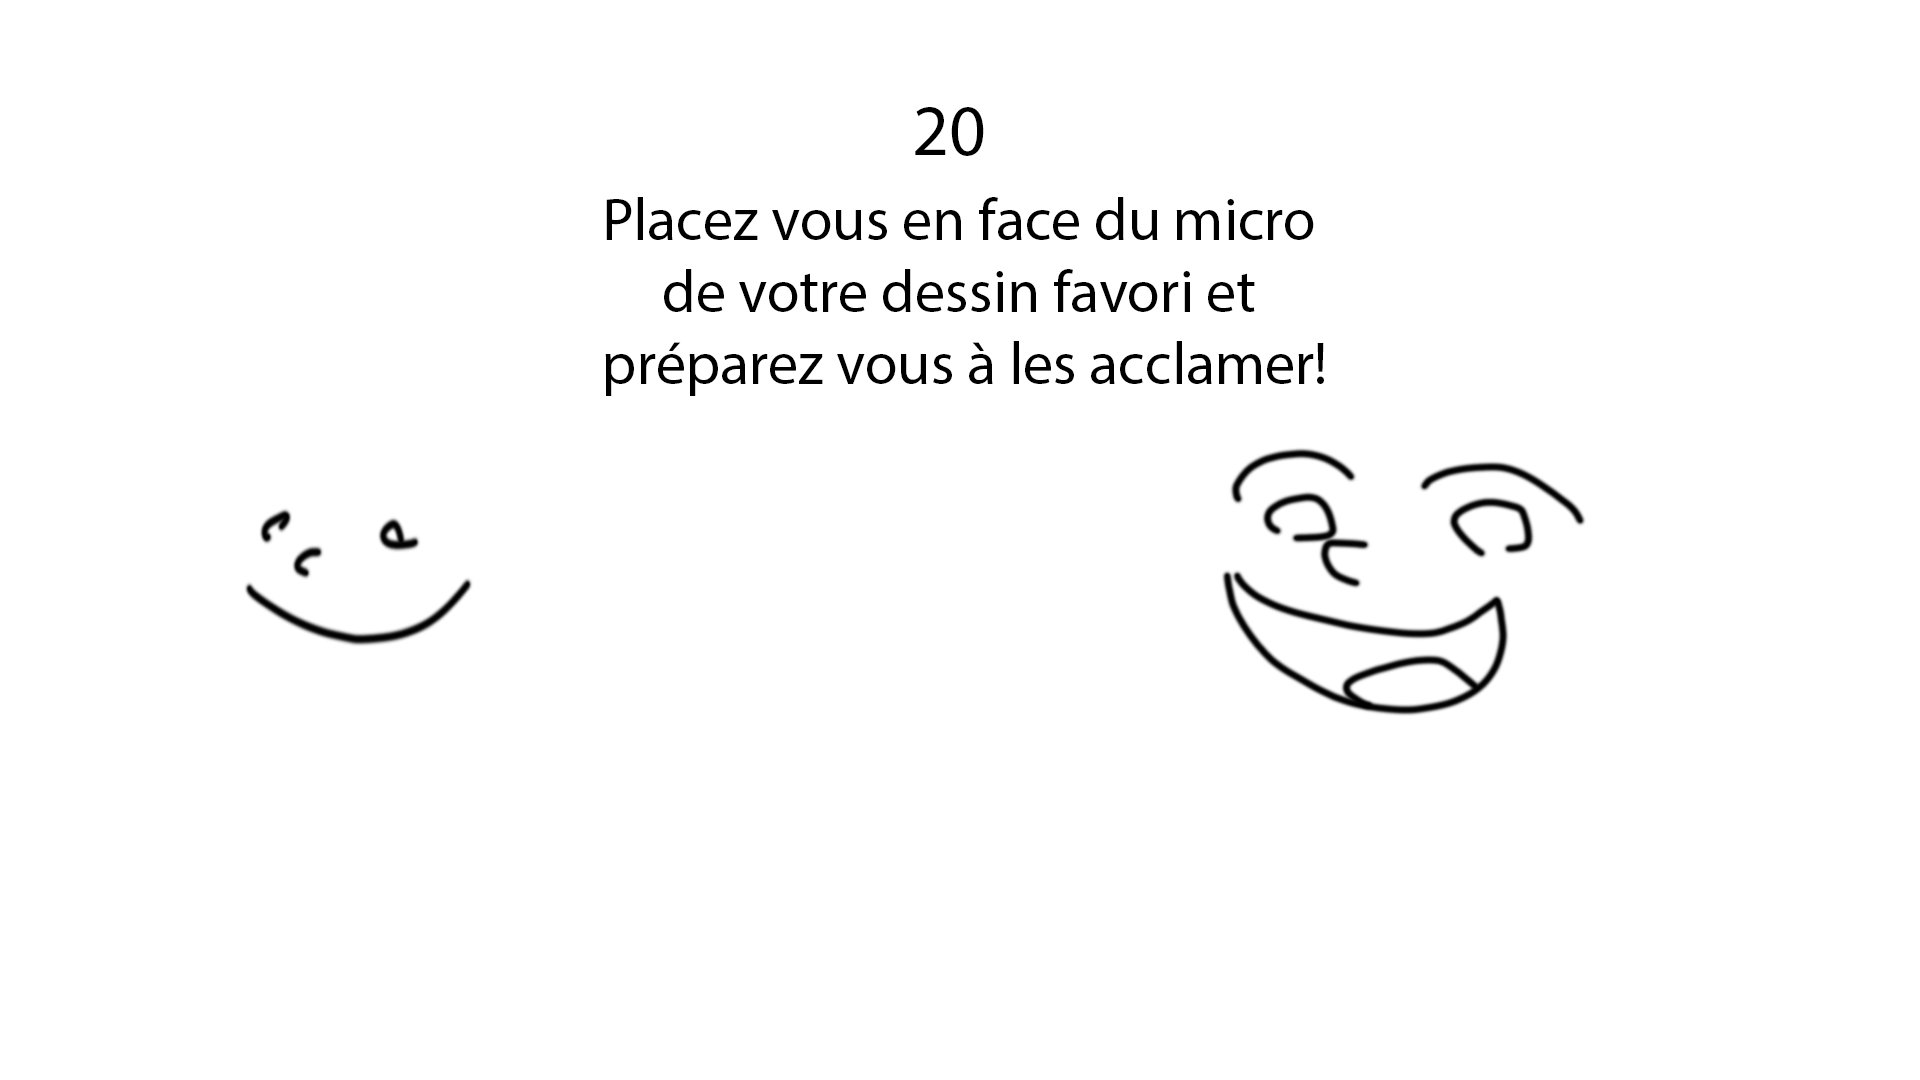 20
Placez vous en face du micro
de votre dessin favori et
préparez vous à les acclamer!